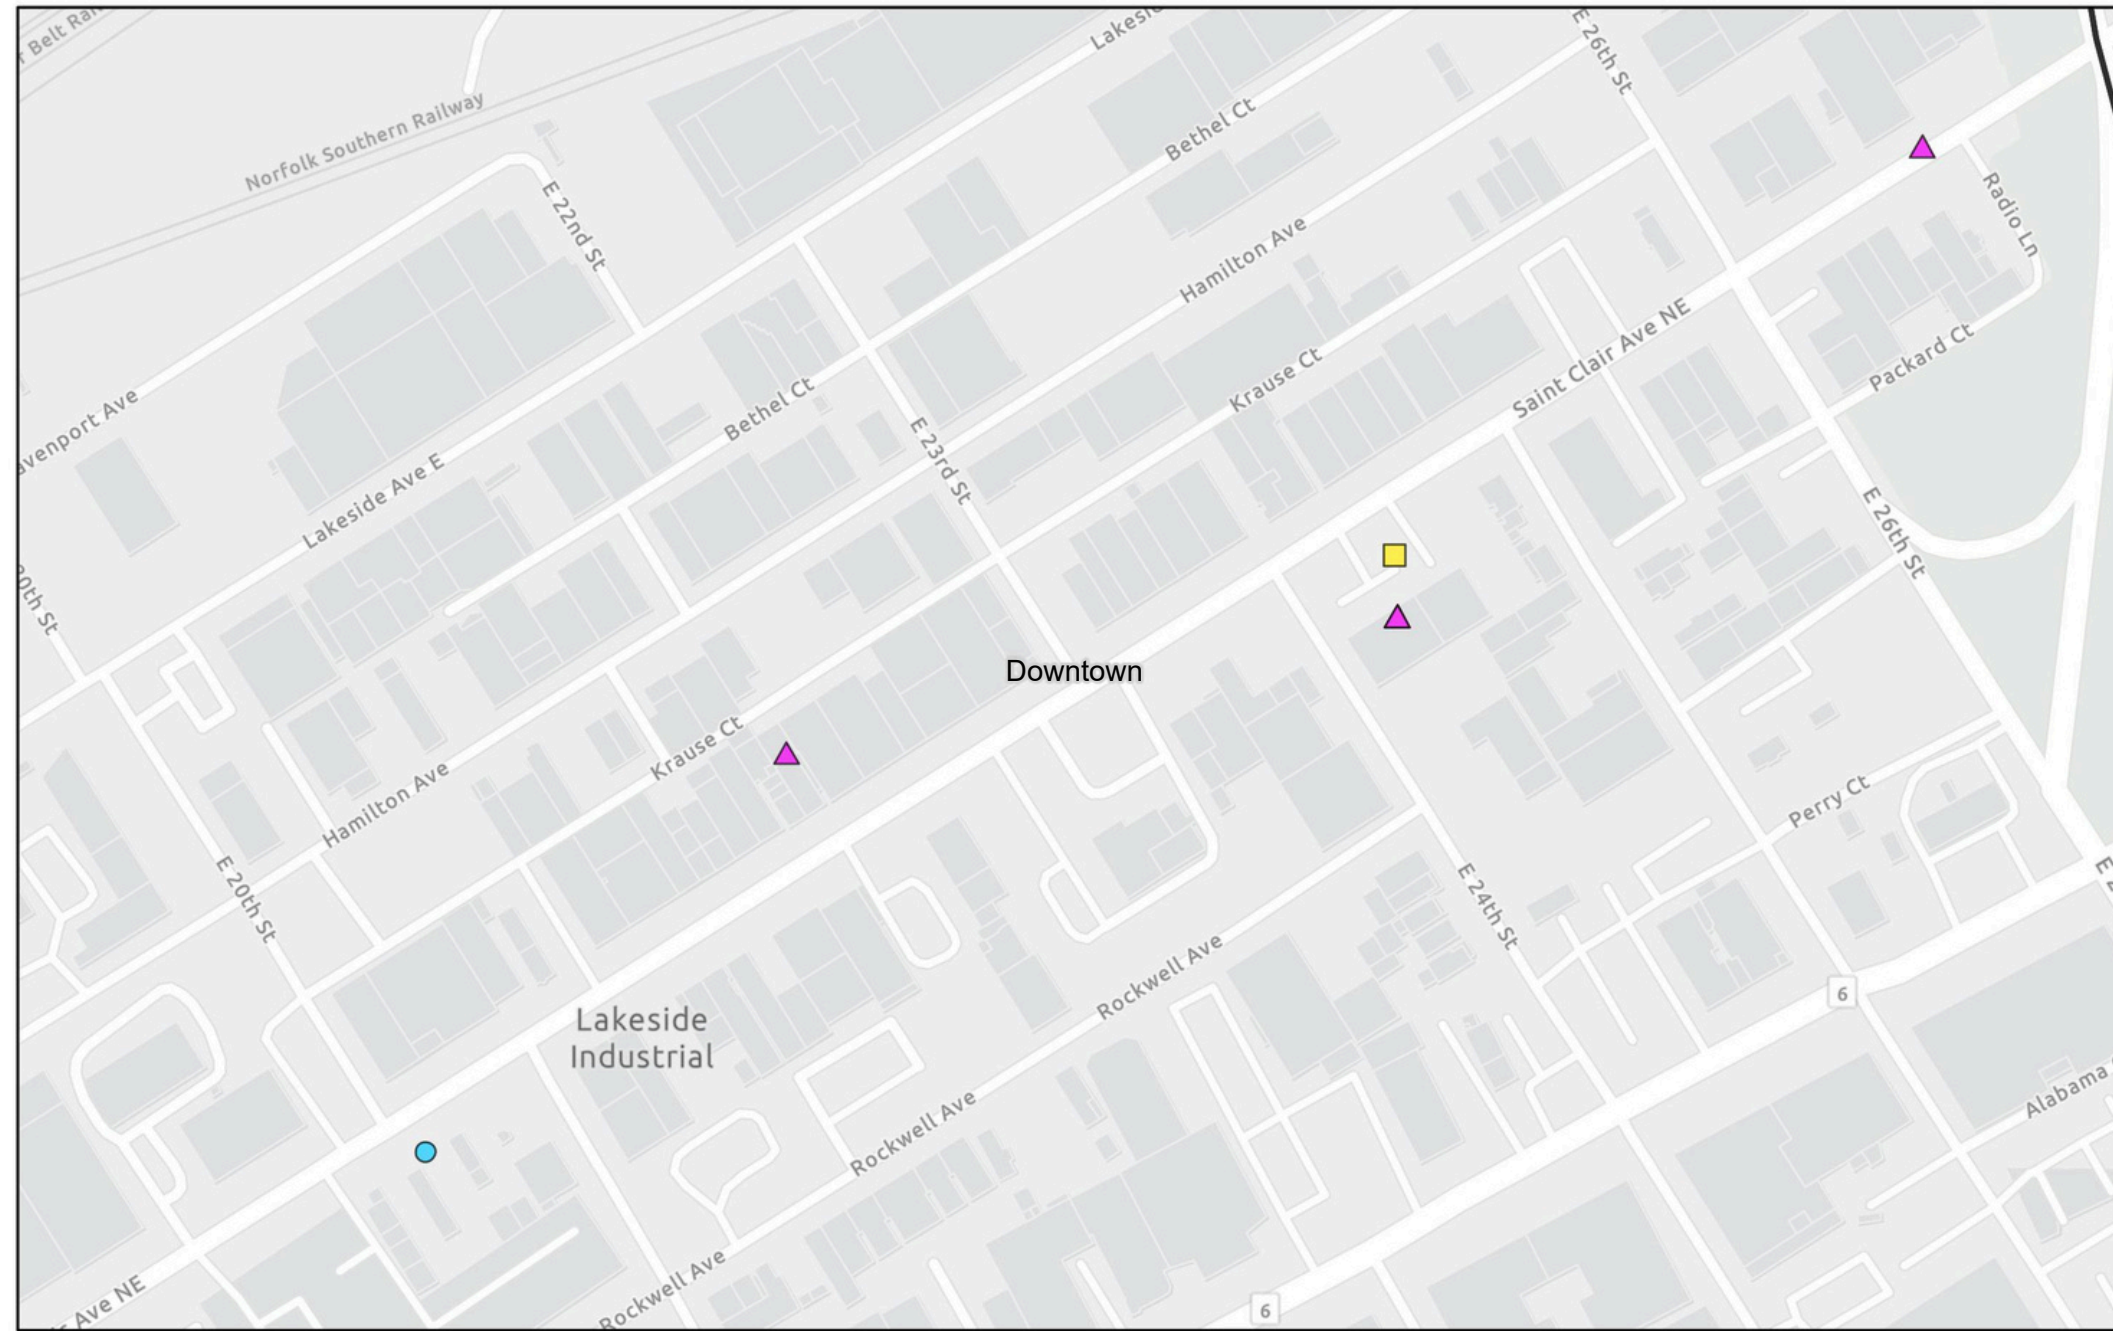 r Belt Rai
Lakesid
E 26th St
Norfolk Southern Railway
Bethel Ct
E 22nd St
Radio Ln
Hamilton Ave
Saint Clair Ave NE
Krause Ct
Packard Ct
Bethel Ct
avenport Ave
E 23rd St
Lakeside Ave E
E 26th St
20th St
Downtown
Krause Ct
Hamilton Ave
Perry Ct
E 20th St
E 24th St
E 2
Rockwell Ave
6
Lakeside
Industrial
Alabama
Rockwell Ave
Rockwell Ave
Ave NE
6